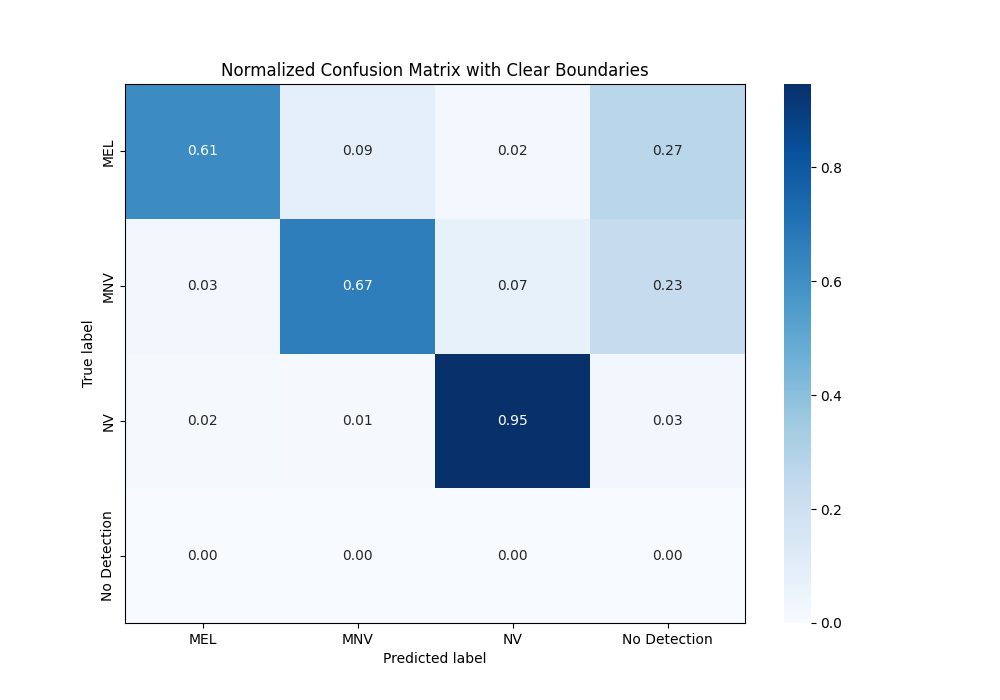 Normalized Confusion Matrix with Clear Boundaries
MEL
0.61
0.09
0.02
0.27
MNV
0.03
0.67
0.07
0.23
NV
0.02
0.01
0.95
0.03
No Detection
0.00
0.00
0.00
0.00
True label
MEL
MNV
NV
No Detection
Predicted label
0.8
0.6
0.4
0.2
0.0